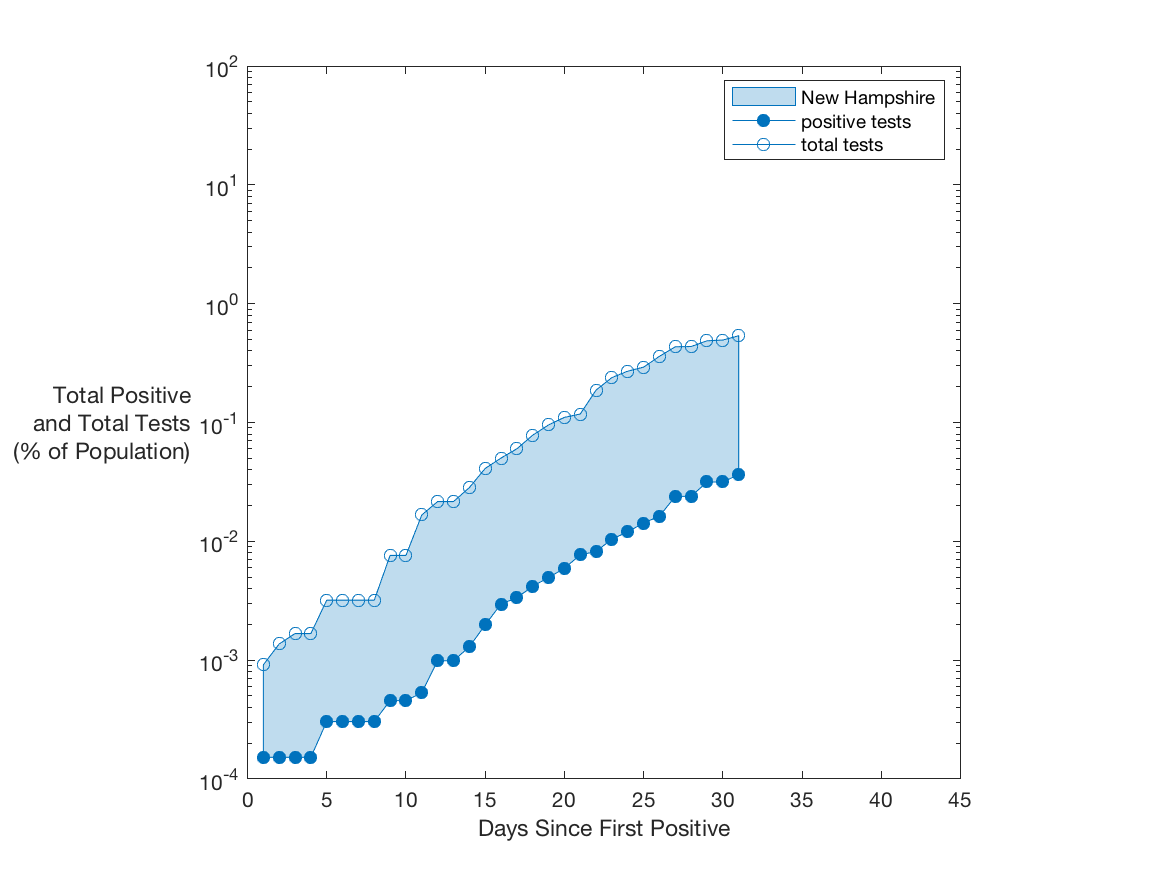 10^2
10^1
10^0
10^-1
10^-2
10^-3
10^-4
Total Positive
and Total Tests
(% of Population)
New Hampshire
positive tests
total tests
0 5 10 15 20 25 30 35 40 45
Days Since First Positive